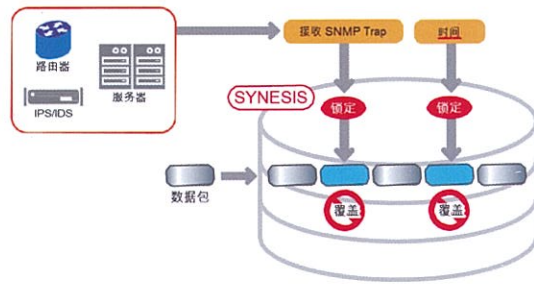 接收 SNMP Trap
时间
路由器
服务器
IPS/IDS
SYNESIS
锁定
锁定
数据包
覆盖
覆盖